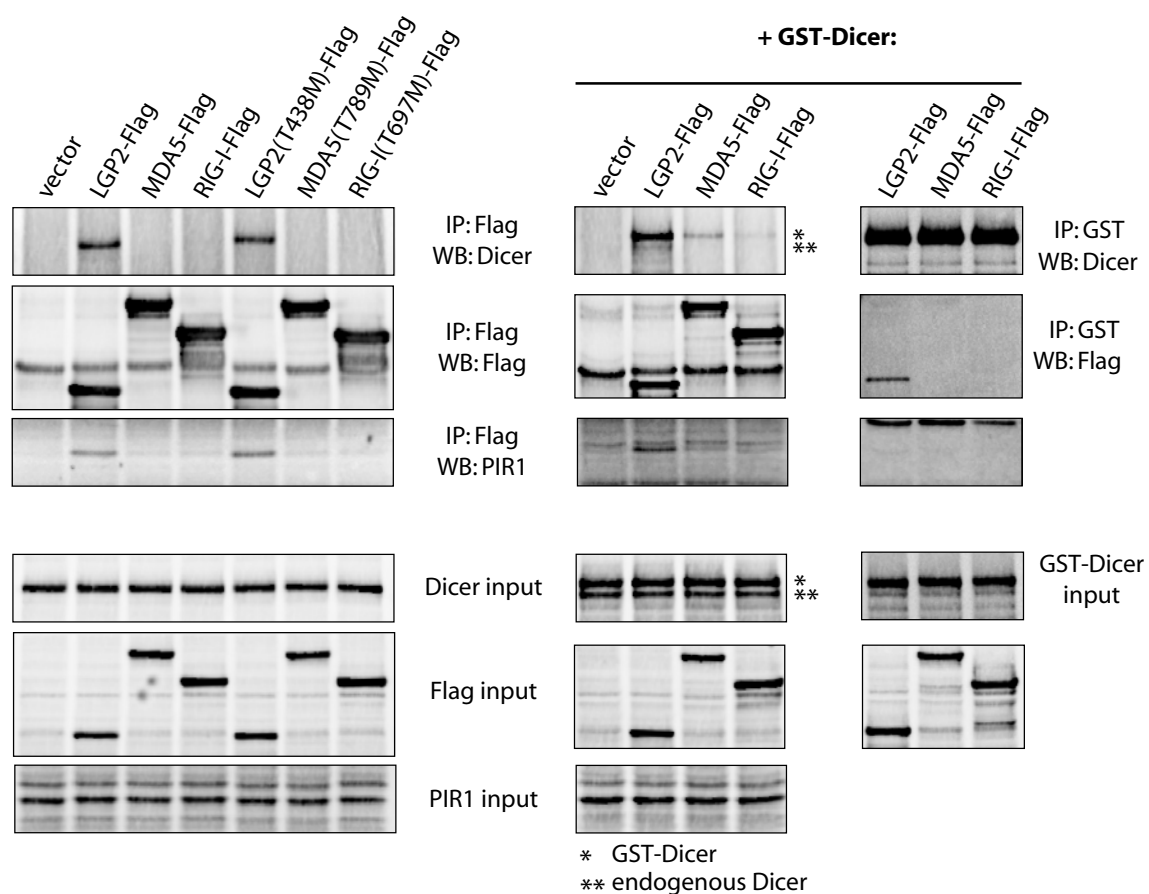 + GST-Dicer:
vector
LGP2-Flag
MDA5-Flag
RIG-I-Flag
LGP2(T438M)-Flag
MDA5(T789M)-Flag
RIG-I(T697M)-Flag
vector
LGP2-Flag
MDA5-Flag
RIG-I-Flag
LGP2-Flag
MDA5-Flag
RIG-I-Flag
IP: Flag
WB: Dicer
*
**
IP: GST
WB: Dicer
IP: Flag
WB: Flag
IP: GST
WB: Flag
IP: Flag
WB: PIR1
Dicer input
*
**
GST-Dicer
input
Flag input
PIR1 input
* GST-Dicer
** endogenous Dicer